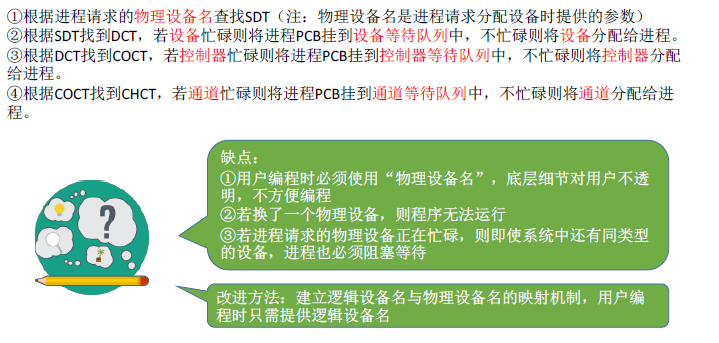 ①根据进程请求的物理设备名查找SDT（注：物理设备名是进程请求分配设备时提供的参数）
②根据SDT找到DCT，若设备忙碌则将进程PCB挂到设备等待队列中，不忙碌则将设备分配给进程。
③根据DCT找到COCT，若控制器忙碌则将进程PCB挂到控制器等待队列中，不忙碌则将控制器分配
给进程。
④根据COCT找到CHCT，若通道忙碌则将进程PCB挂到通道等待队列中，不忙碌则将通道分配给进
程。
缺点：
①用户编程时必须使用“物理设备名”，底层细节对用户不透
明，不方便编程
②若换了一个物理设备，则程序无法运行
③若进程请求的物理设备正在忙碌，则即使系统中还有同类型
的设备，进程也必须阻塞等待
?
改进方法：建立逻辑设备名与物理设备名的映射机制，用户编
程时只需提供逻辑设备名